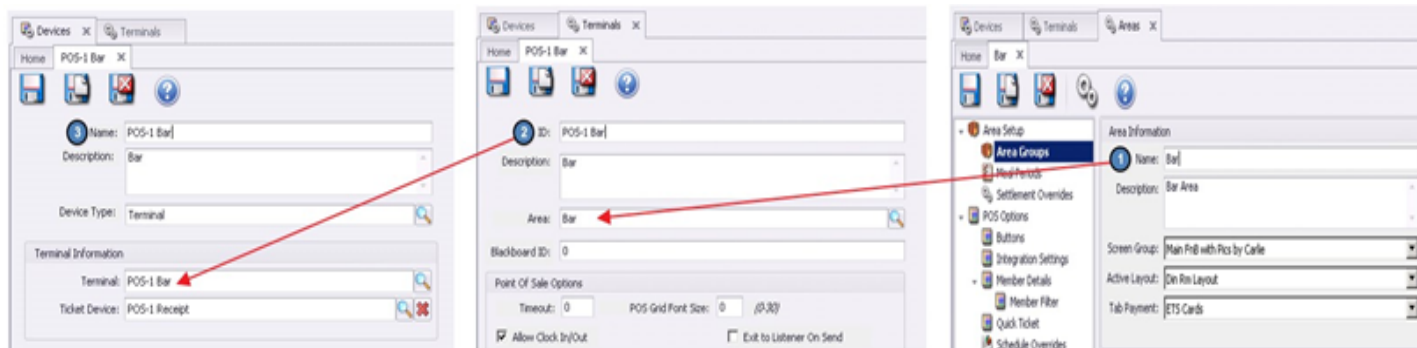 Devices X Terminals
Home POS-1 Bar X
3 Name: POS-1 Bar
Description: Bar
Device Type: Terminal
Terminal Information
Terminal: POS-1 Bar
Ticket Device: POS-1 Receipt
Devices Terminals X
Home POS-1 Bar X
2 ID: POS-1 Bar
Description: Bar
Area: Bar
Blackboard ID: 0
Point Of Sale Options
Timeout: 0 POS Grid Font Size: 0 (0-30)
Allow Clock In/Out Exit to Listener On Send
Devices Terminals Areas X
Home Bar X
Area Setup
Area Groups
Meal Periods
Settlement Overrides
POS Options
Buttons
Integration Settings
Member Details
Member Filter
Quick Ticket
Schedule Overrides
Area Information
1 Name: Bar
Description: Bar Area
Screen Group: Main FnB with Pics by Carlie
Active Layout: Din Rm Layout
Tab Payment: ETS Cards